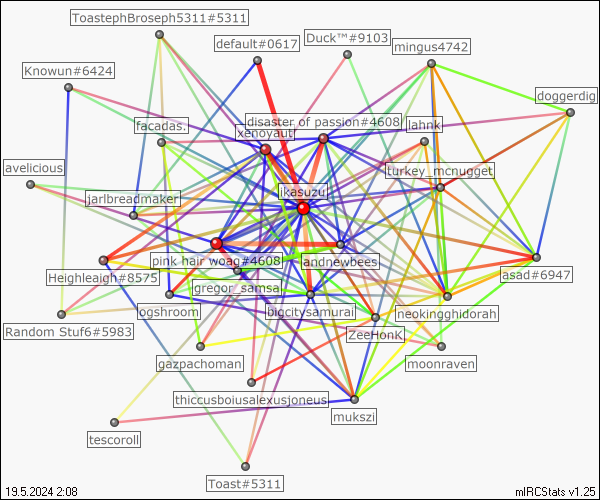 ToastephBroseph5311#5311
default#0617
Duck™#9103
mingus4742
Knowun#6424
doggerdig
disaster of passion#4608
facadas.
xenoyaut
lahnk
avelicious
turkey_mcnugget
jarlbreadmaker
ikasuzu
pink hair woag#4608
andnewbees
Heighleaigh#8575
asad#6947
gregor_samsa
ogshroom
bigcitysamurai
neokingghidorah
Random Stuf6#5983
ZeeHonk
gazpachoman
moonraven
thiccusboiusalexusjoneus
mukszi
tescoroll
Toast#5311
19.5.2024 2:08
mIRCStats v1.25